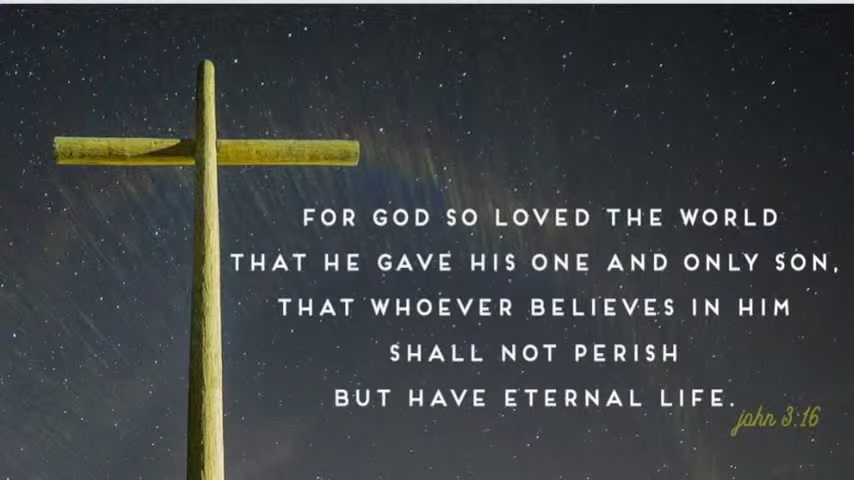 FOR GOD SO LOVED THE WORLD
THAT HE GAVE HIS ONE AND ONLY SON,
THAT WHOEVER BELIEVES IN HIM
SHALL NOT PERISH
BUT HAVE ETERNAL LIFE.
john 3:16